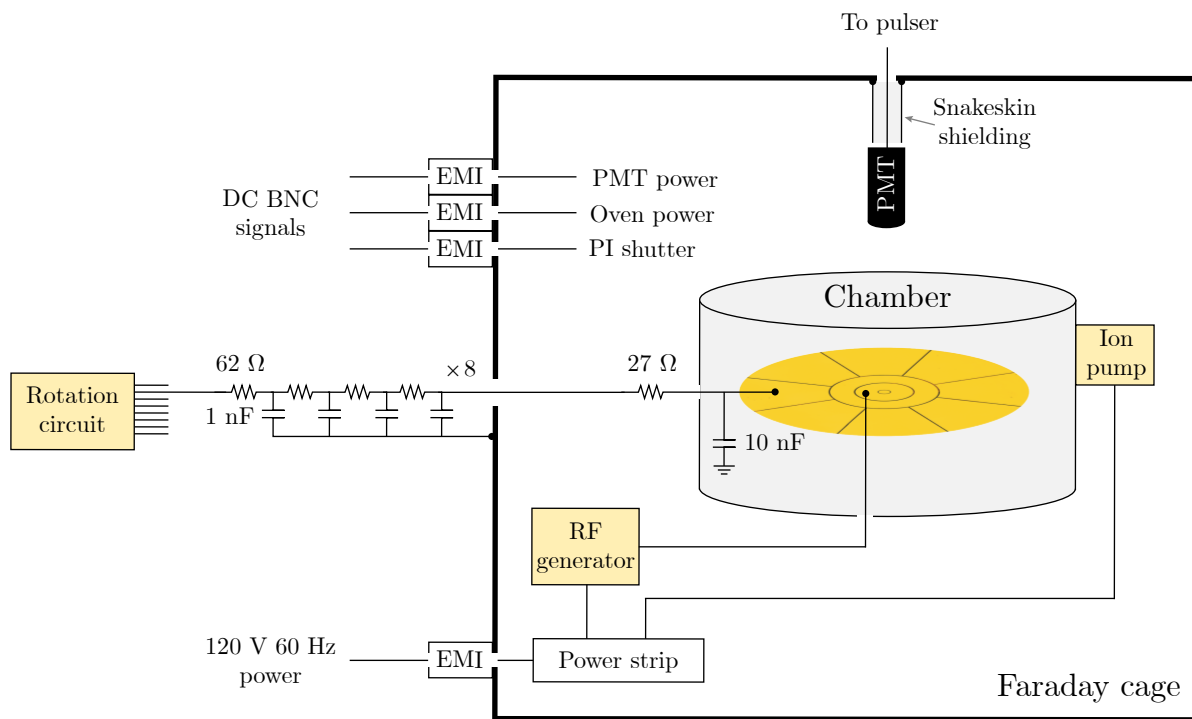 To pulser
Snakeskin
shielding
PMT
EMI
PMT power
DC BNC
signals
EMI
Oven power
EMI
PI shutter
Chamber
Ion
pump
62 Ω
×8
27 Ω
Rotation
circuit
1 nF
10 nF
RF
generator
120 V 60 Hz
power
EMI
Power strip
Faraday cage